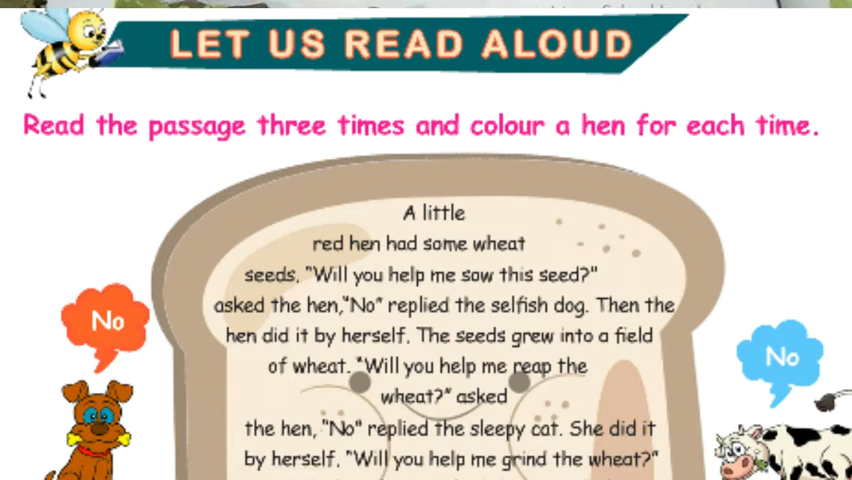 LET US READ ALOUD
Read the passage three times and colour a hen for each time.
A little
red hen had some wheat
seeds. "Will you help me sow this seed?"
asked the hen,"No" replied the selfish dog. Then the
hen did it by herself. The seeds grew into a field
of wheat. "Will you help me reap the
wheat?" asked
the hen, "No" replied the sleepy cat. She did it
by herself. "Will you help me grind the wheat?"
No
No